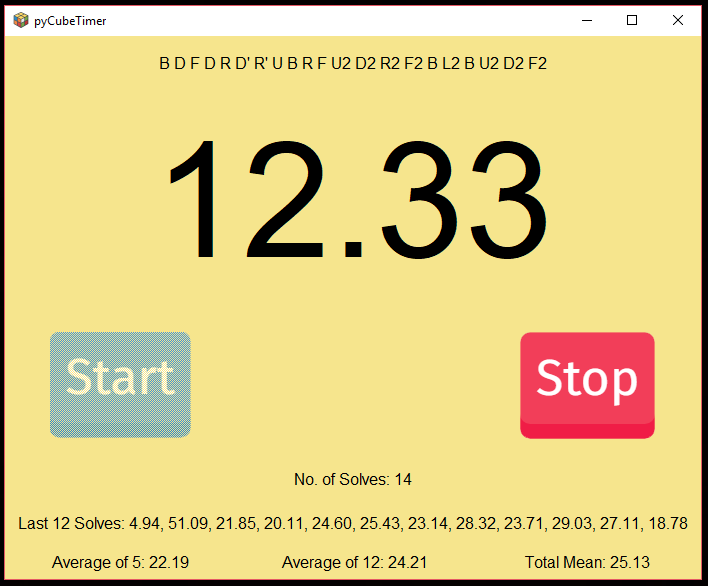 pyCubeTimer
B D F D R D' R' U B R F U2 D2 R2 F2 B L2 B U2 D2 F2
12.33
Start
Stop
No. of Solves: 14
Last 12 Solves: 4.94, 51.09, 21.85, 20.11, 24.60, 25.43, 23.14, 28.32, 23.71, 29.03, 27.11, 18.78
Average of 5: 22.19
Average of 12: 24.21
Total Mean: 25.13